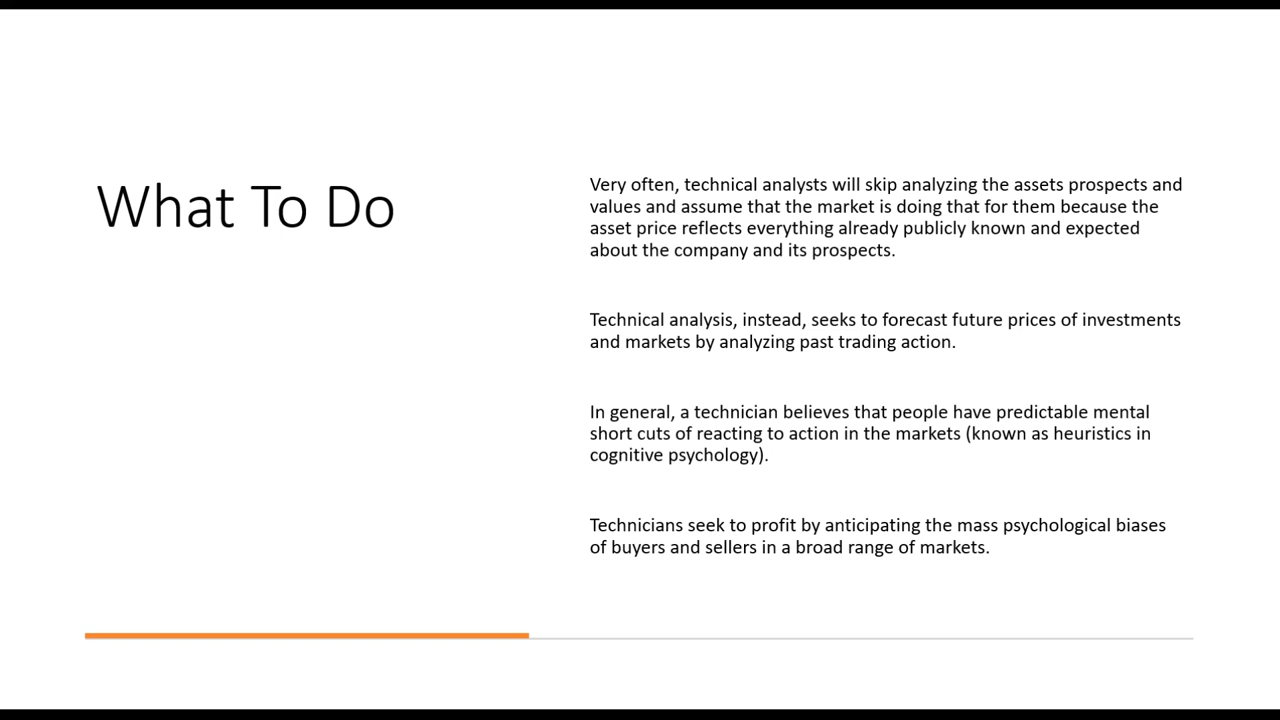 What To Do
Very often, technical analysts will skip analyzing the assets prospects and
values and assume that the market is doing that for them because the
asset price reflects everything already publicly known and expected
about the company and its prospects.
Technical analysis, instead, seeks to forecast future prices of investments
and markets by analyzing past trading action.
In general, a technician believes that people have predictable mental
short cuts of reacting to action in the markets (known as heuristics in
cognitive psychology).
Technicians seek to profit by anticipating the mass psychological biases
of buyers and sellers in a broad range of markets.